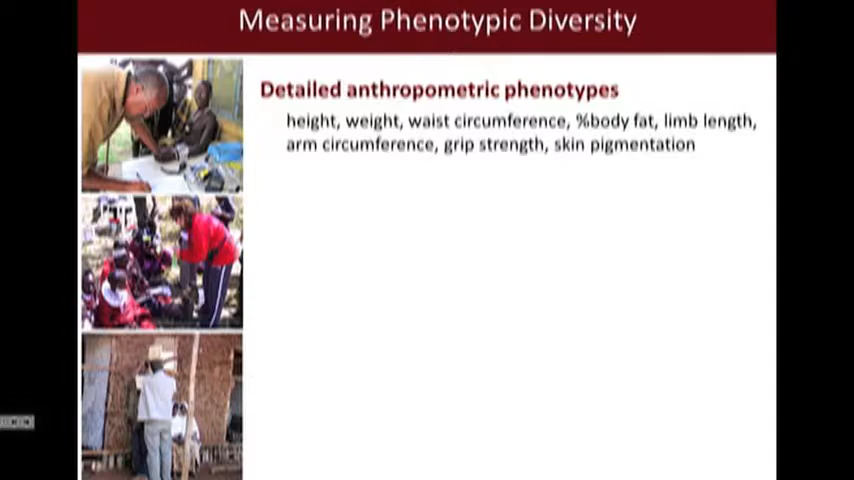 Measuring Phenotypic Diversity
Detailed anthropometric phenotypes
height, weight, waist circumference, %body fat, limb length,
arm circumference, grip strength, skin pigmentation